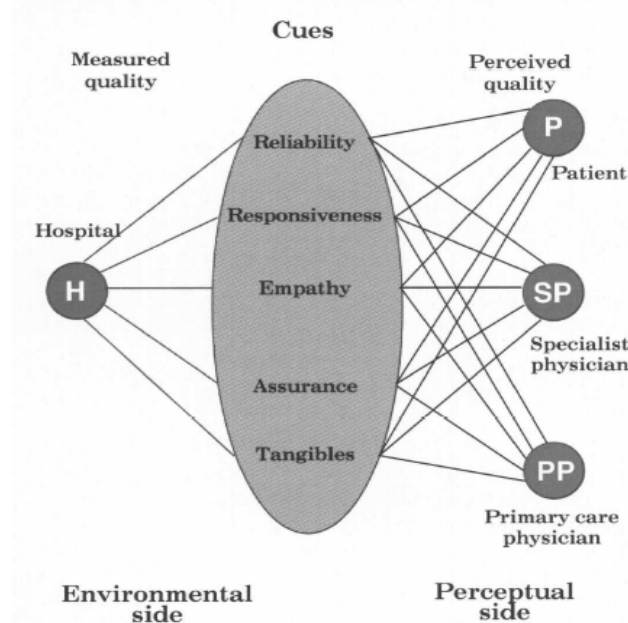 Cues
Measured
quality
Perceived
quality
P
Reliability
Patient
Responsiveness
Hospital
H
Empathy
SP
Specialist
physician
Assurance
Tangibles
PP
Primary care
physician
Environmental
side
Perceptual
side